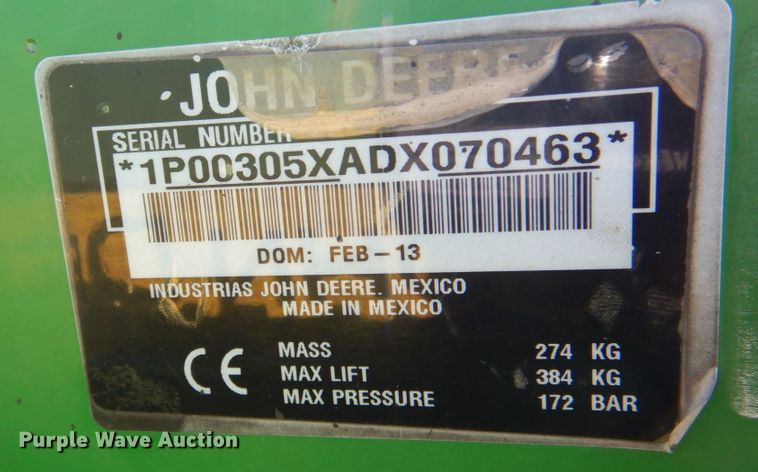 JOHN DEERE
SERIAL NUMBER
*1P00305XADX070463*
DOM: FEB-13
INDUSTRIAS JOHN DEERE. MEXICO
MADE IN MEXICO
CE
MASS 274 KG
MAX LIFT 384 KG
MAX PRESSURE 172 BAR
Purple Wave Auction